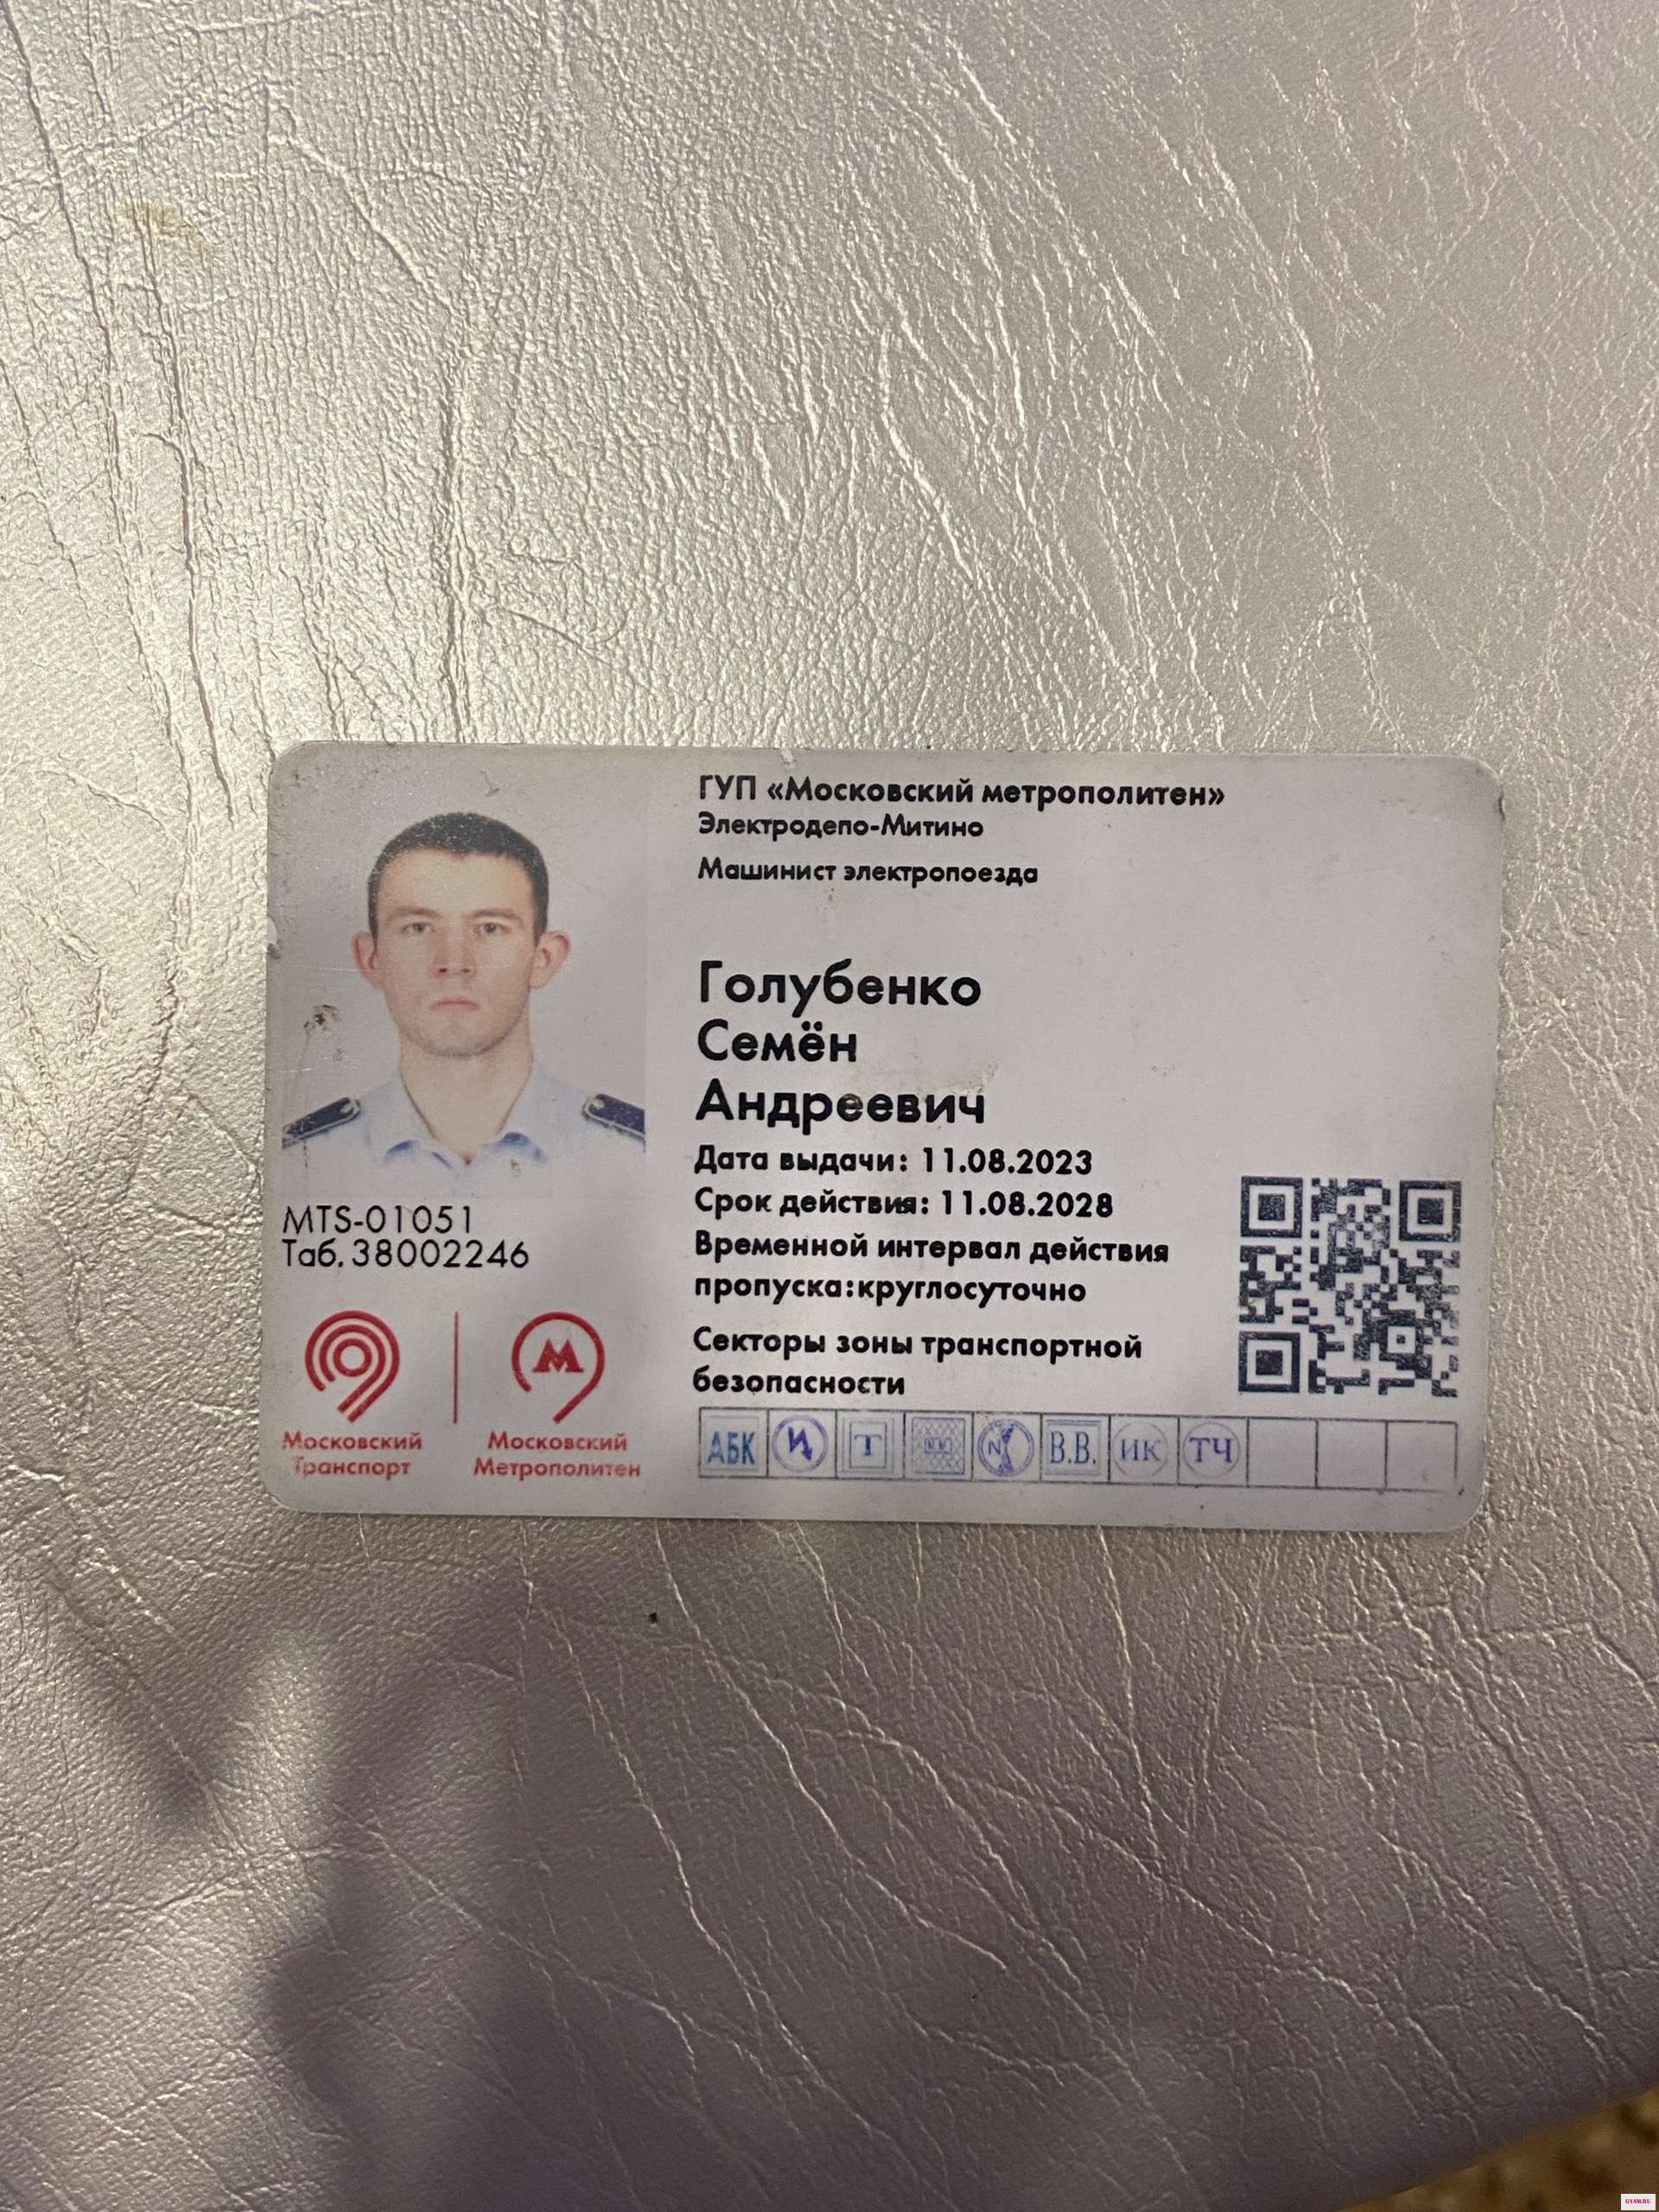 ГУП «Московский метрополитен»
Электродепо-Митино
Машинист электропоезда
Голубенко
Семён
Андреевич
Дата выдачи: 11.08.2023
Срок действия: 11.08.2028
Временной интервал действия
пропуска:круглосуточно
Секторы зоны транспортной
безопасности
АБК И Т В.В. ИК ТЧ
MTS-01051
Таб. 38002246
Московский
Транспорт
М
Московский
Метрополитен
GYAM.RU